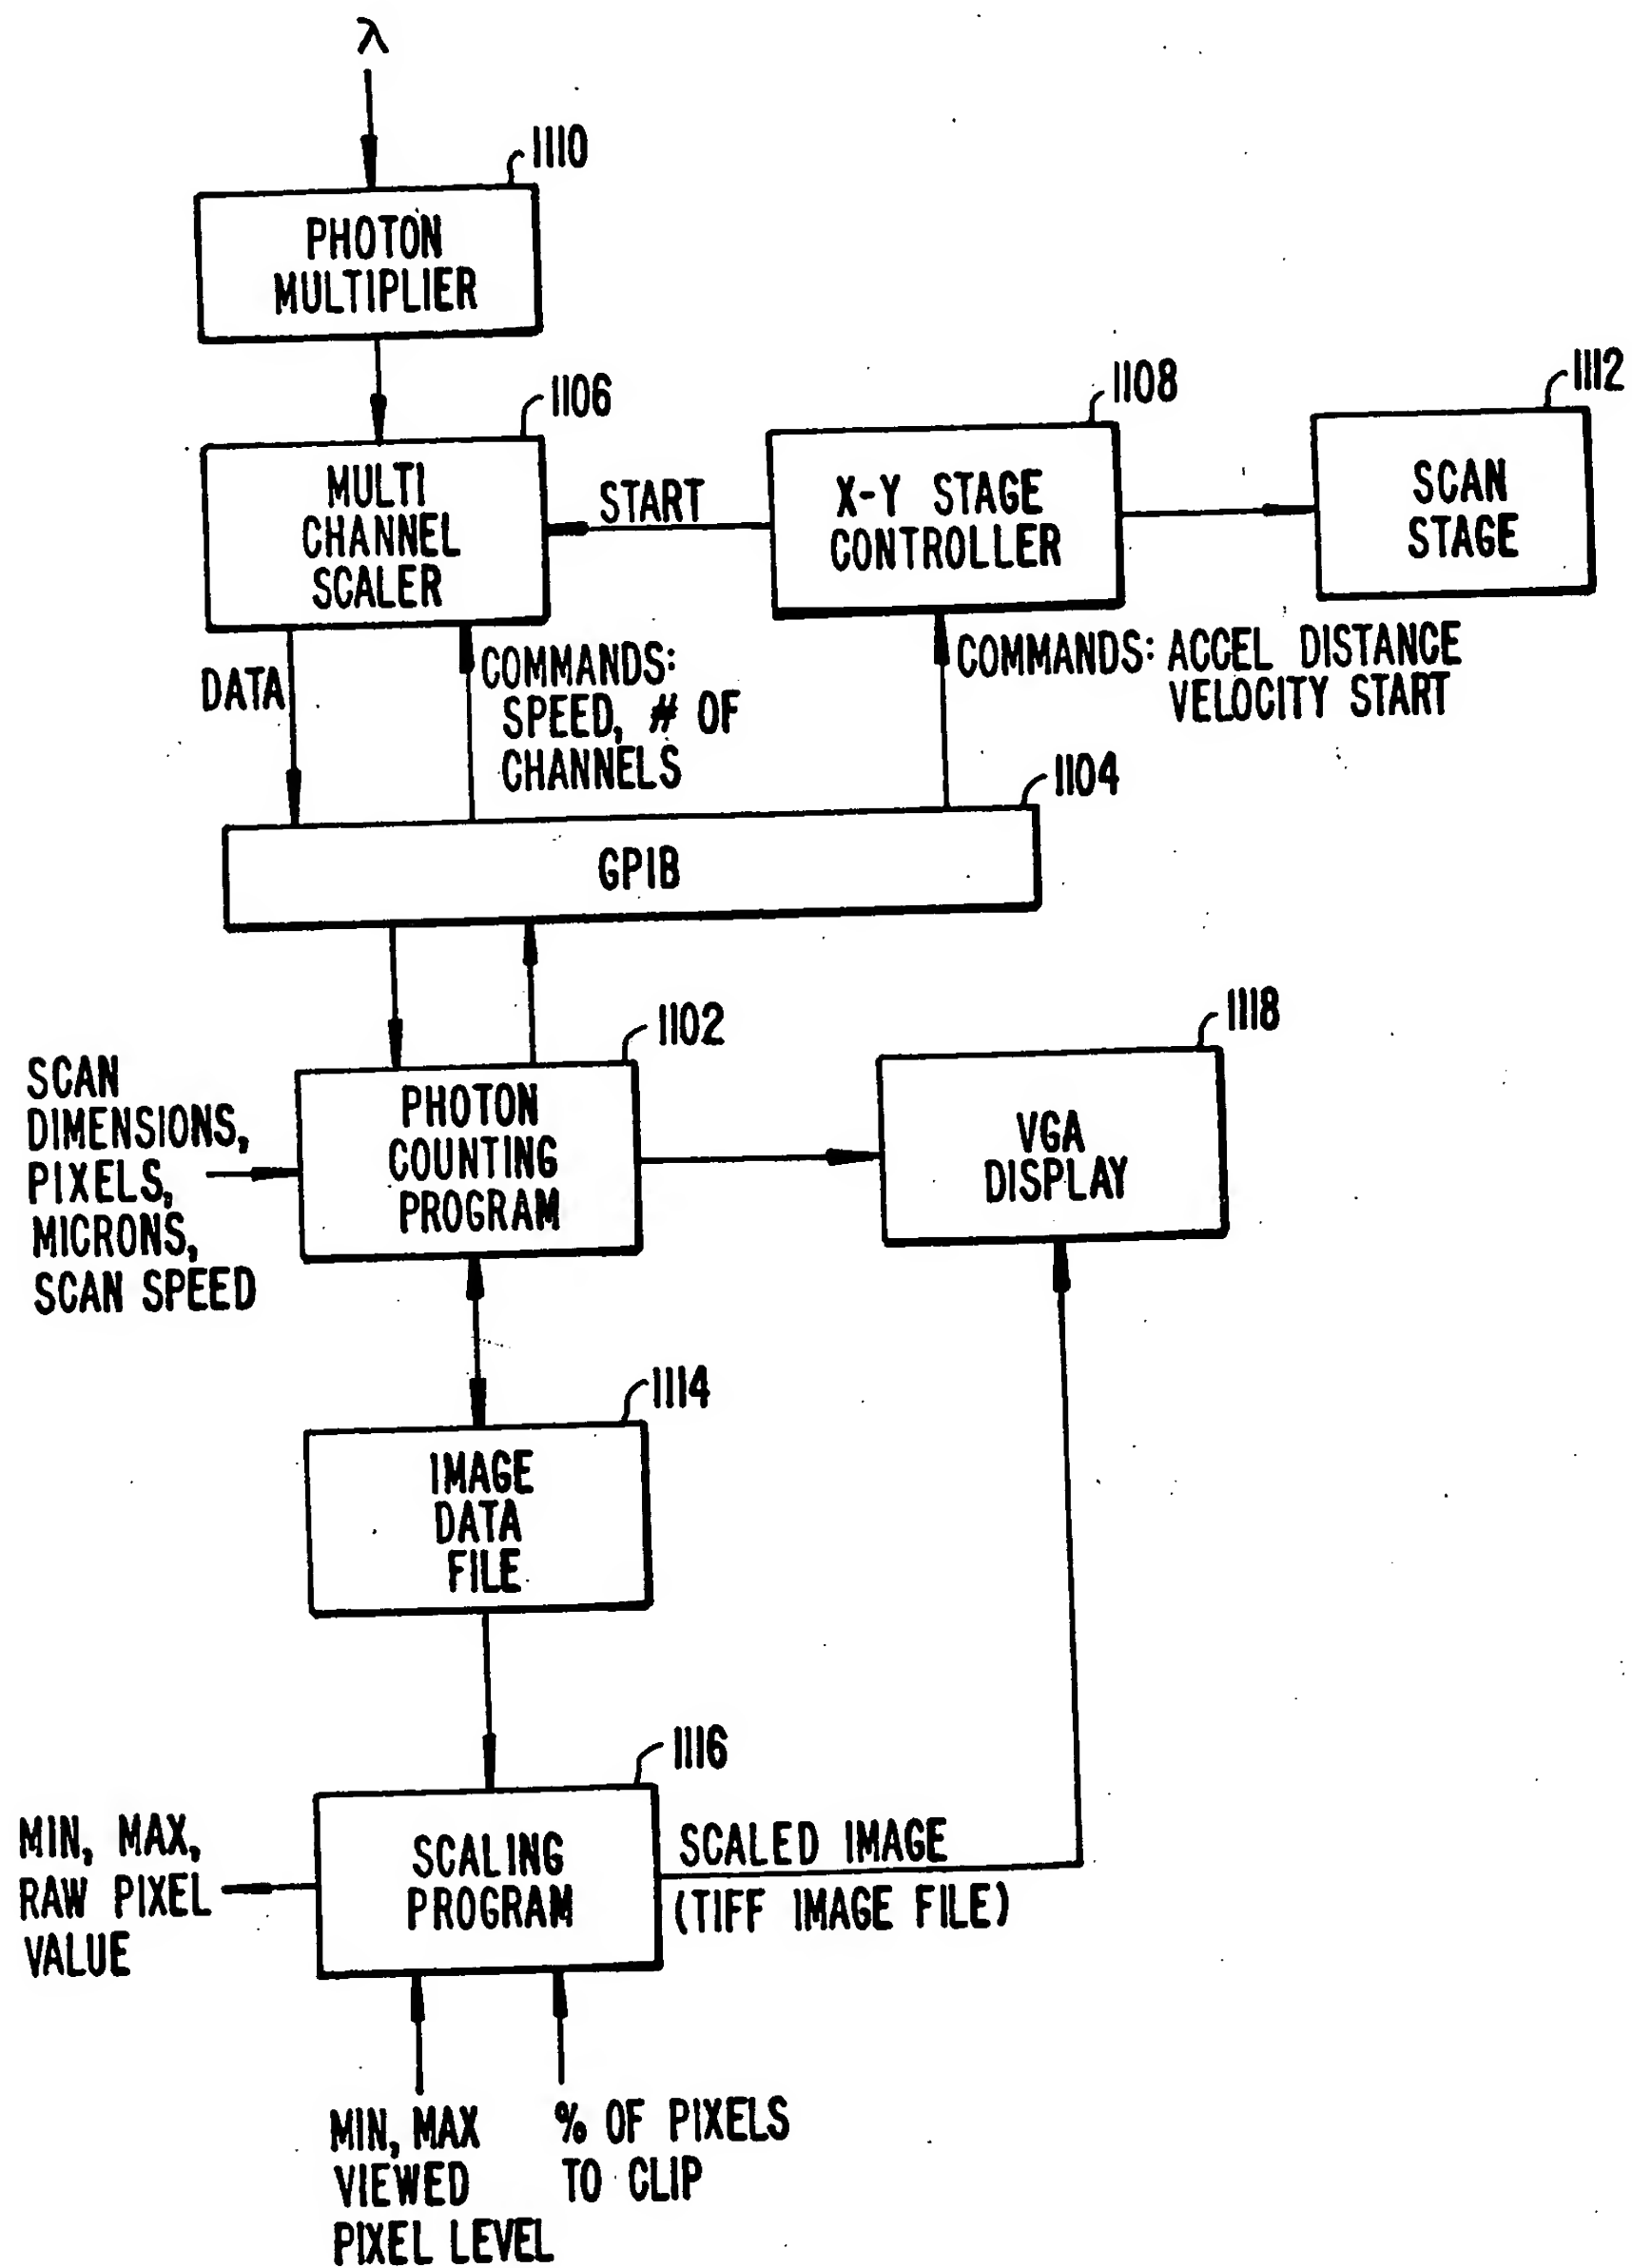 λ
1110
PHOTON
MULTIPLIER
1106
MULTI
CHANNEL
SCALER
START
1108
X-Y STAGE
CONTROLLER
1112
SCAN
STAGE
DATA
COMMANDS:
SPEED, # OF
CHANNELS
COMMANDS: ACCEL DISTANCE
VELOCITY START
1104
GPIB
1102
SCAN
DIMENSIONS,
PIXELS,
MICRONS,
SCAN SPEED
PHOTON
COUNTING
PROGRAM
1118
VGA
DISPLAY
1114
IMAGE
DATA
FILE
1116
MIN, MAX,
RAW PIXEL
VALUE
SCALING
PROGRAM
SCALED IMAGE
(TIFF IMAGE FILE)
MIN, MAX
VIEWED
PIXEL LEVEL
% OF PIXELS
TO CLIP